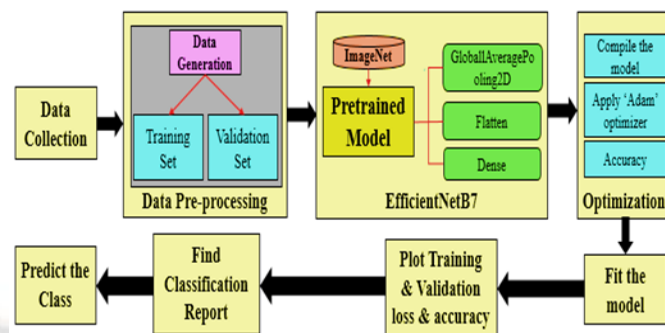 Data
Collection
Data
Generation
Training
Set
Validation
Set
Data Pre-processing
ImageNet
Pretrained
Model
GloballAveragePo
oling2D
Flatten
Dense
EfficientNetB7
Compile the
model
Apply ‘Adam’
optimizer
Accuracy
Optimization
Fit the
model
Plot Training
& Validation
loss & accuracy
Find
Classification
Report
Predict the
Class